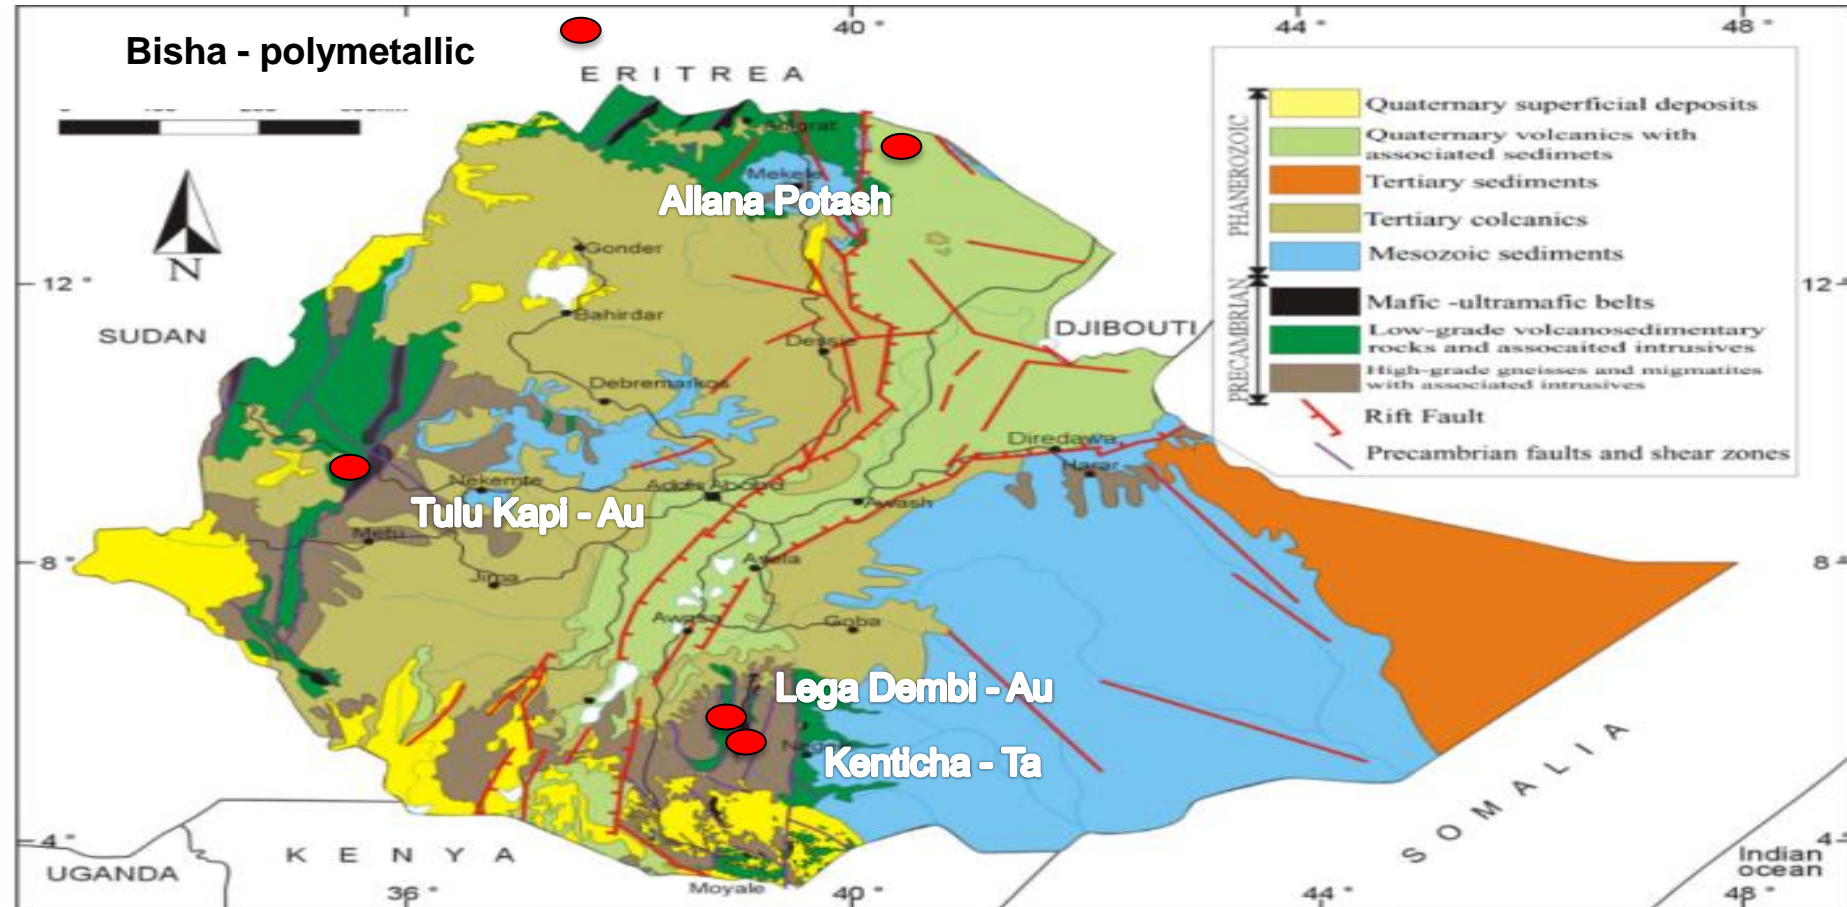 40 °
44 °
48 °
Bisha - polymetallic
ERITREA
Mekele
Allana Potash
Gonder
12 °
12
SUDAN
Bahirdar
DJIBOUTI
Dessie
Debremarkos
Diredawa
Harar
Nekemte
Addis Ababa
Awash
Tulu Kapi - Au
Metu
8 °
8
Jima
Asela
Awasa
Goba
Lega Dembi - Au
Kenticha - Ta
SOMALIA
4 °
4
KENYA
UGANDA
Moyale
36 °
40 °
44 °
48 °
Indian
ocean
N
PHANEROZOIC
Quaternary superficial deposits
Quaternary volcanics with
associated sedimets
Tertiary sediments
Tertiary colcanics
Mesozoic sediments
PRECAMBRIAN
Mafic -ultramafic belts
Low-grade volcanosedimentary
rocks and assocaited intrusives
High-grade gneisses and migmatites
with associated intrusives
Rift Fault
Precambrian faults and shear zones